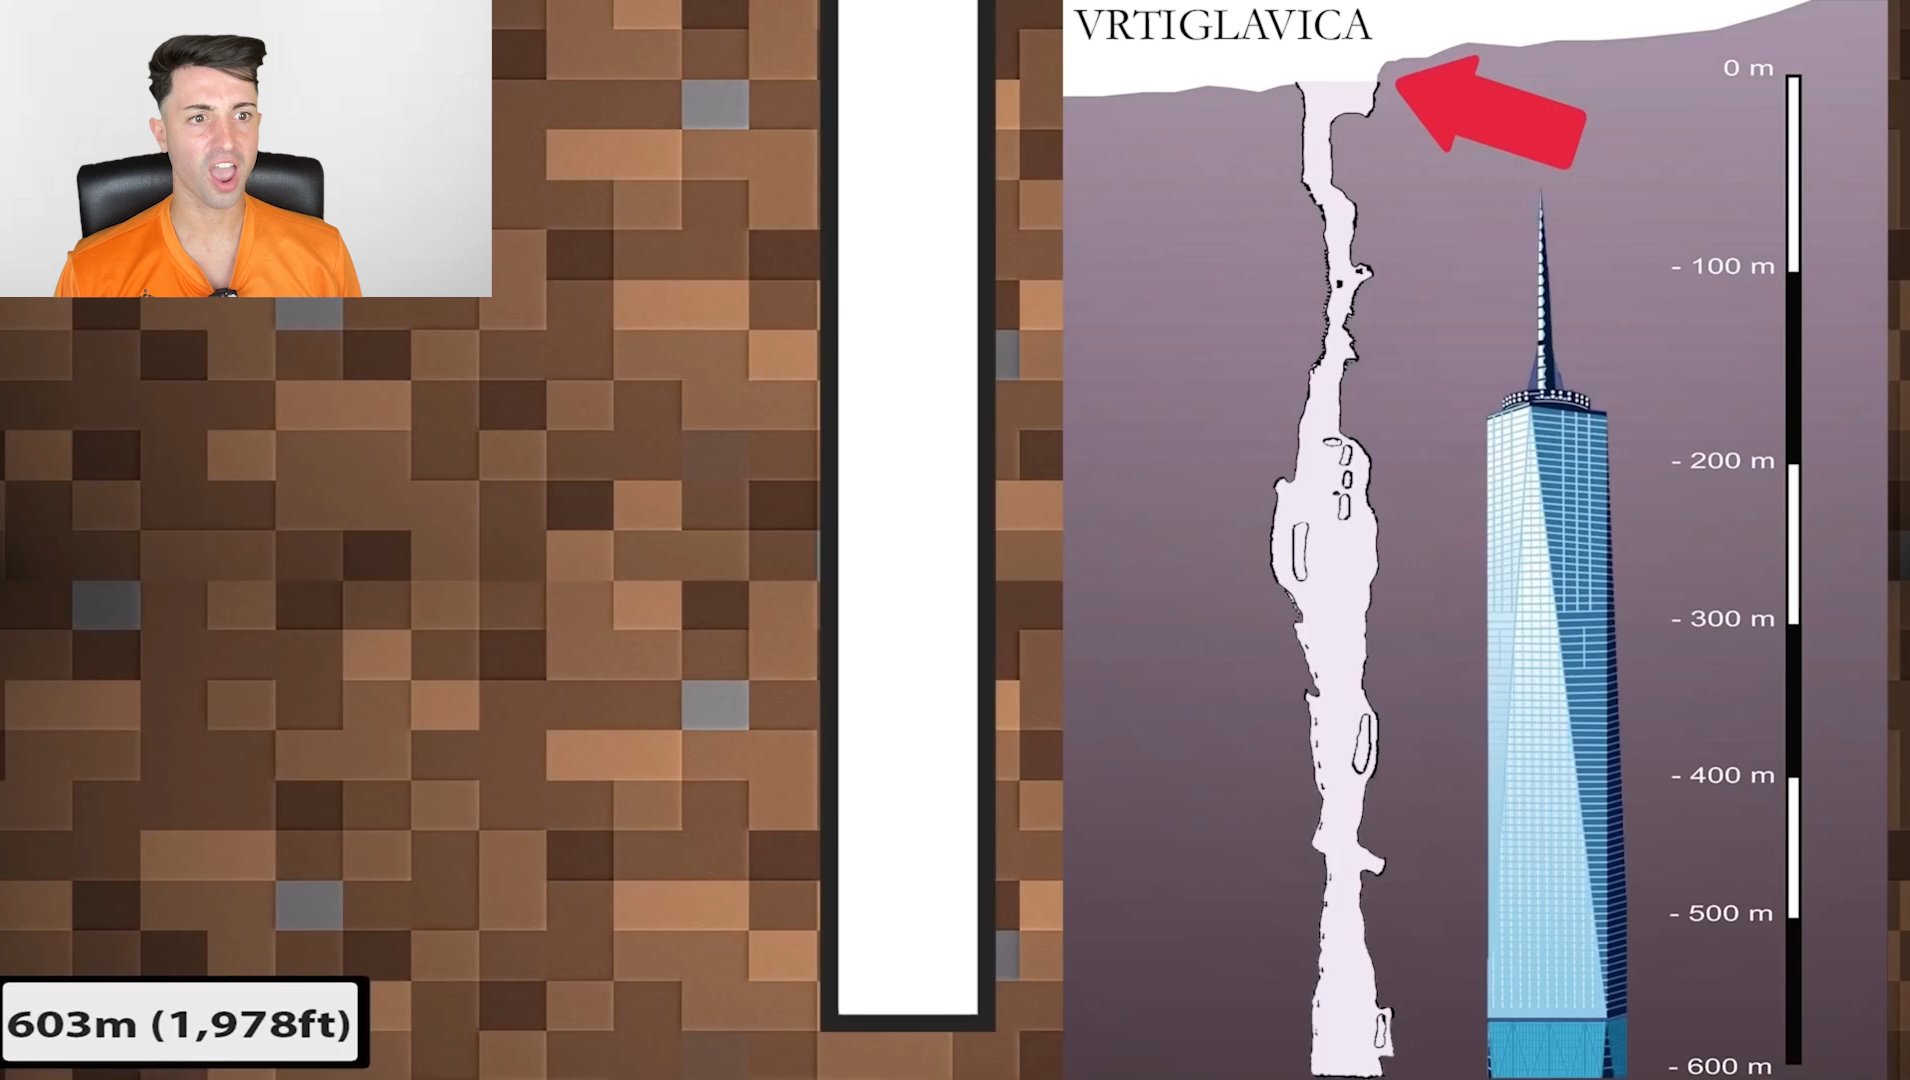 VRTIGLAVICA
0 m
- 100 m
- 200 m
- 300 m
- 400 m
- 500 m
- 600 m
603m (1,978ft)